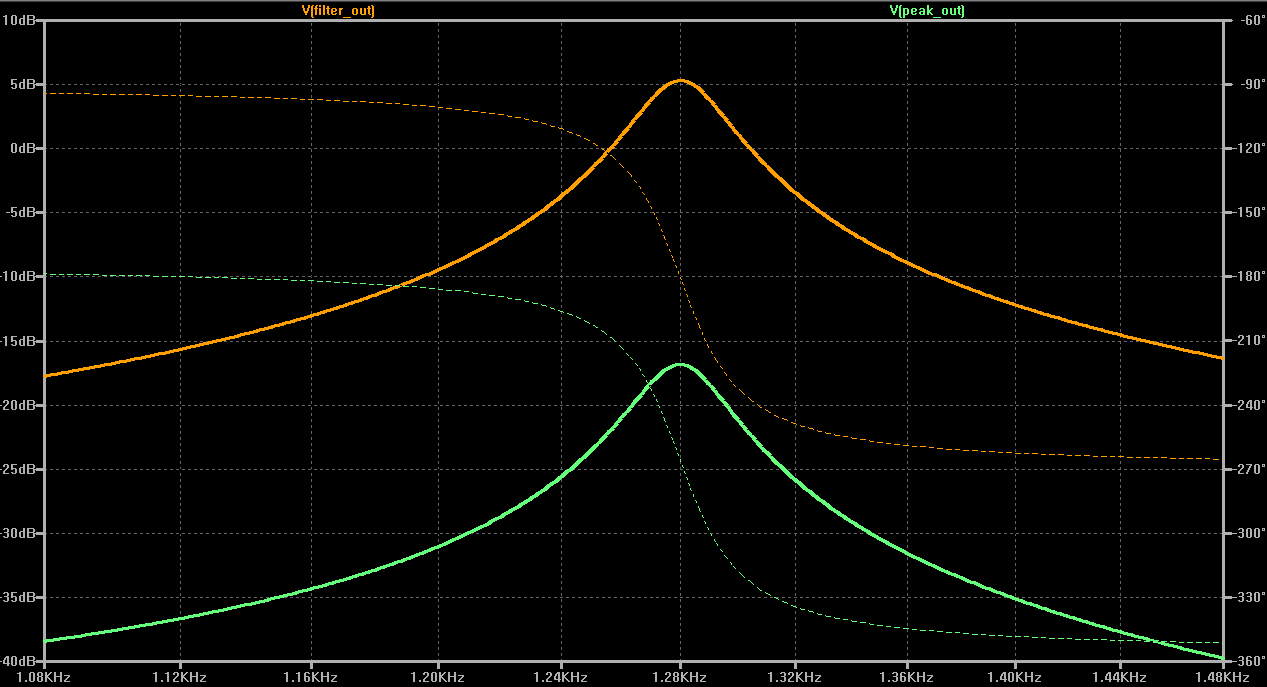 V(filter_out) V(peak_out)
10dB -60°
5dB -90°
0dB -120°
-5dB -150°
-10dB -180°
-15dB -210°
-20dB -240°
-25dB -270°
-30dB -300°
-35dB -330°
-40dB -360°
1.08KHz 1.12KHz 1.16KHz 1.20KHz 1.24KHz 1.28KHz 1.32KHz 1.36KHz 1.40KHz 1.44KHz 1.48KHz